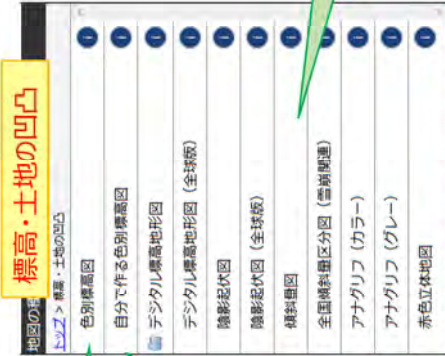 標高・土地の凹凸
地図の種
トップ > 標高・土地の凹凸
色別標高図
自分で作る色別標高図
デジタル標高地形図
デジタル標高地形図（全球版）
陰影起伏図
陰影起伏図（全球版）
傾斜量図
全国傾斜量区分図（雪崩関連）
アナグリフ（カラー）
アナグリフ（グレー）
赤色立体地図